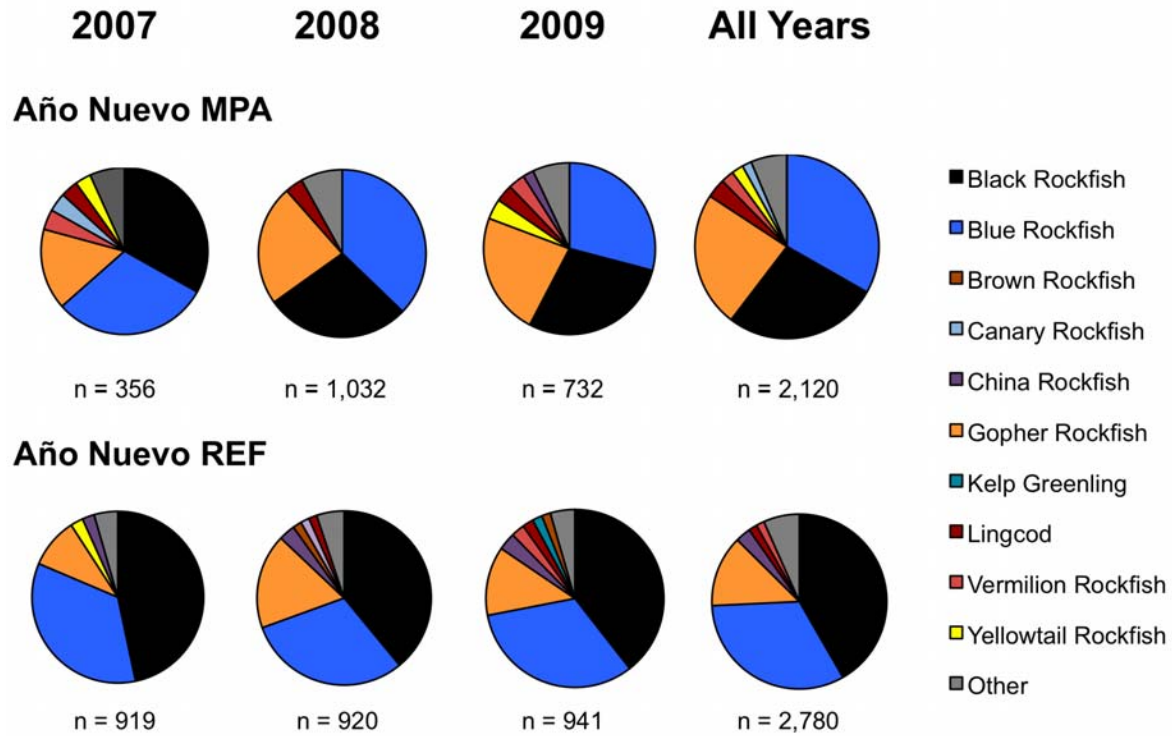 2007 2008 2009 All Years
Año Nuevo MPA
n = 356 n = 1,032 n = 732 n = 2,120
Año Nuevo REF
n = 919 n = 920 n = 941 n = 2,780
Black Rockfish
Blue Rockfish
Brown Rockfish
Canary Rockfish
China Rockfish
Gopher Rockfish
Kelp Greenling
Lingcod
Vermilion Rockfish
Yellowtail Rockfish
Other